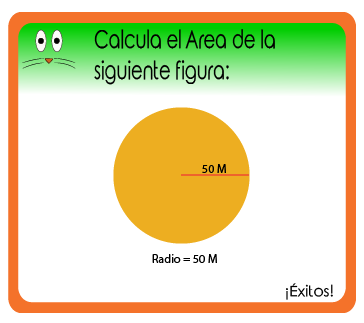 Calcula el Area de la
siguiente figura:
50 M
Radio = 50 M
¡Éxitos!